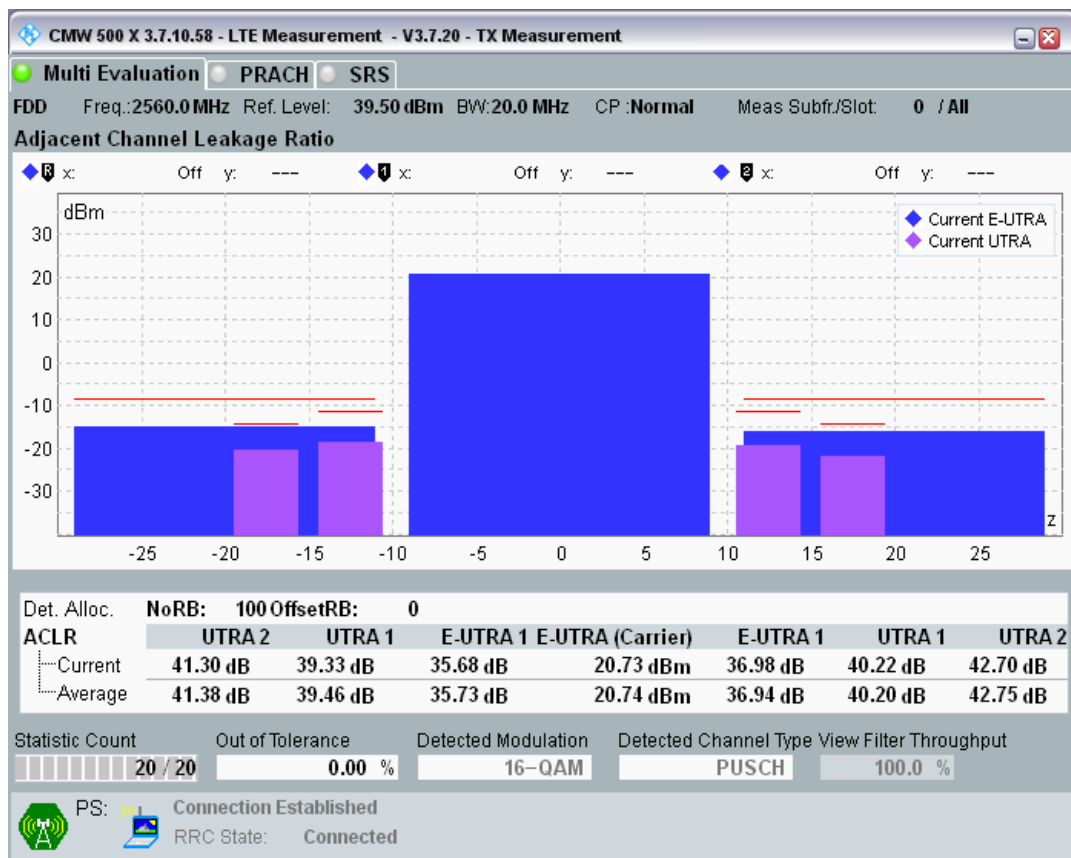 CMW 500 X 3.7.10.58 - LTE Measurement - V3.7.20 - TX Measurement
Multi Evaluation PRACH SRS
FDD Freg.:2560.0 MHz Ref. Level: 39.50 dBm BW:20.0 MHz CP :Normal Meas Subfr./Slot: 0 / All
Adjacent Channel Leakage Ratio
R x: Off y: --- 1 x: Off y: --- 2 x: Off y: ---
dBm
Current E-UTRA
Current UTRA
30
20
10
0
-10
-20
-30
z
-25 -20 -15 -10 -5 0 5 10 15 20 25
Det. Alloc. NoRB: 100 OffsetRB: 0
ACLR UTRA 2 UTRA 1 E-UTRA 1 E-UTRA (Carrier) E-UTRA 1 UTRA 1 UTRA 2
Current 41.30 dB 39.33 dB 35.68 dB 20.73 dBm 36.98 dB 40.22 dB 42.70 dB
Average 41.38 dB 39.46 dB 35.73 dB 20.74 dBm 36.94 dB 40.20 dB 42.75 dB
Statistic Count Out of Tolerance Detected Modulation Detected Channel Type View Filter Throughput
20 / 20 0.00 % 16-QAM PUSCH 100.0 %
PS: Connection Established
RRC State: Connected